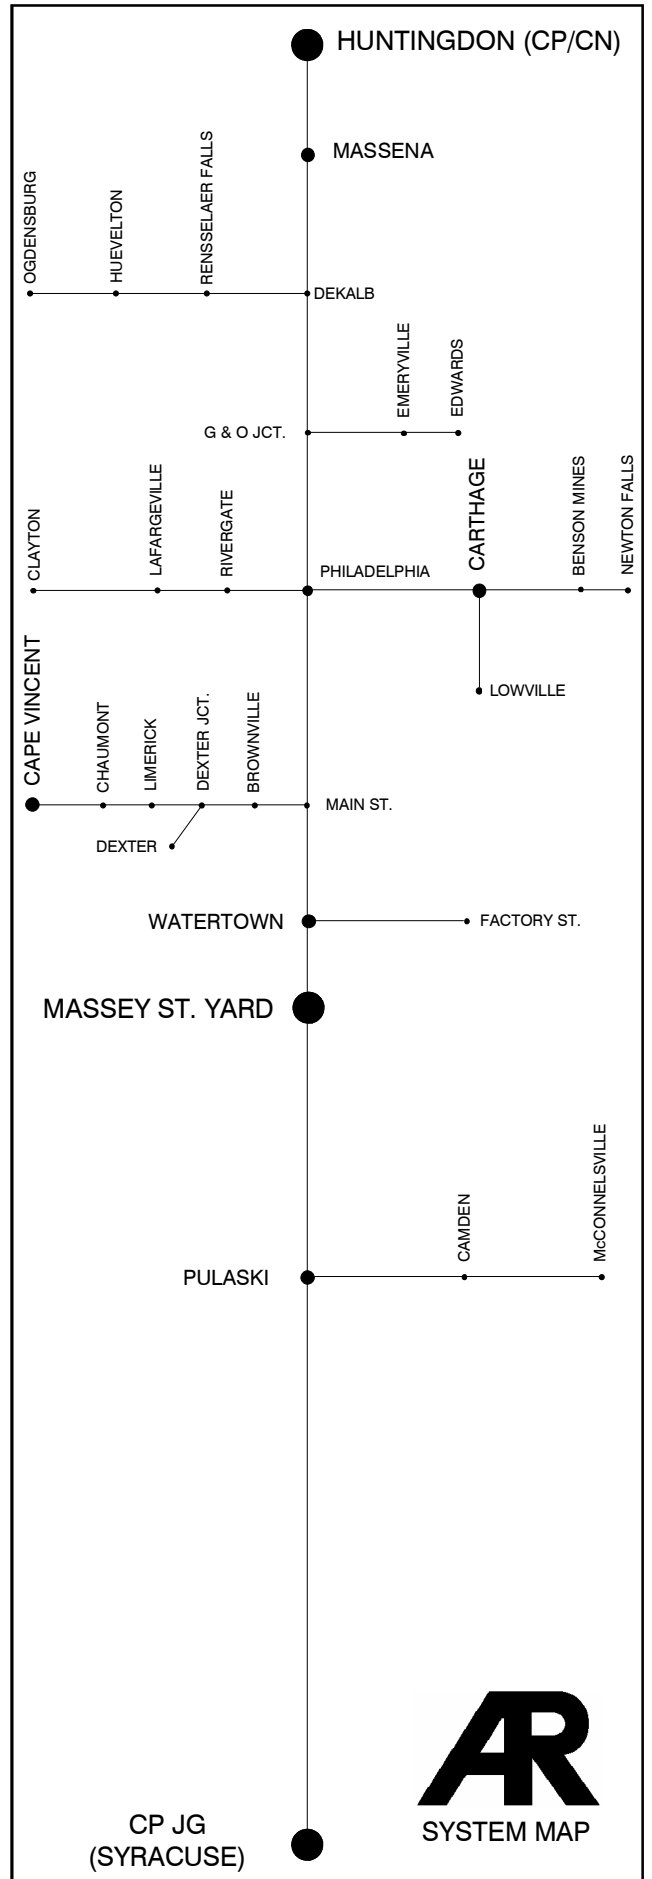 HUNTINGDON (CP/CN)
MASSENA
OGDENSBURG
HUEVELTON
RENSSELAER FALLS
DEKALB
EMERYVILLE
EDWARDS
G & O JCT.
CLAYTON
LAFARGEVILLE
RIVERGATE
PHILADELPHIA
CARTHAGE
BENSON MINES
NEWTON FALLS
LOWVILLE
CAPE VINCENT
CHAUMONT
LIMERICK
DEXTER JCT.
BROWNVILLE
MAIN ST.
DEXTER
WATERTOWN
FACTORY ST.
MASSEY ST. YARD
CAMDEN
McCONNELSVILLE
PULASKI
AR
SYSTEM MAP
CP JG
(SYRACUSE)